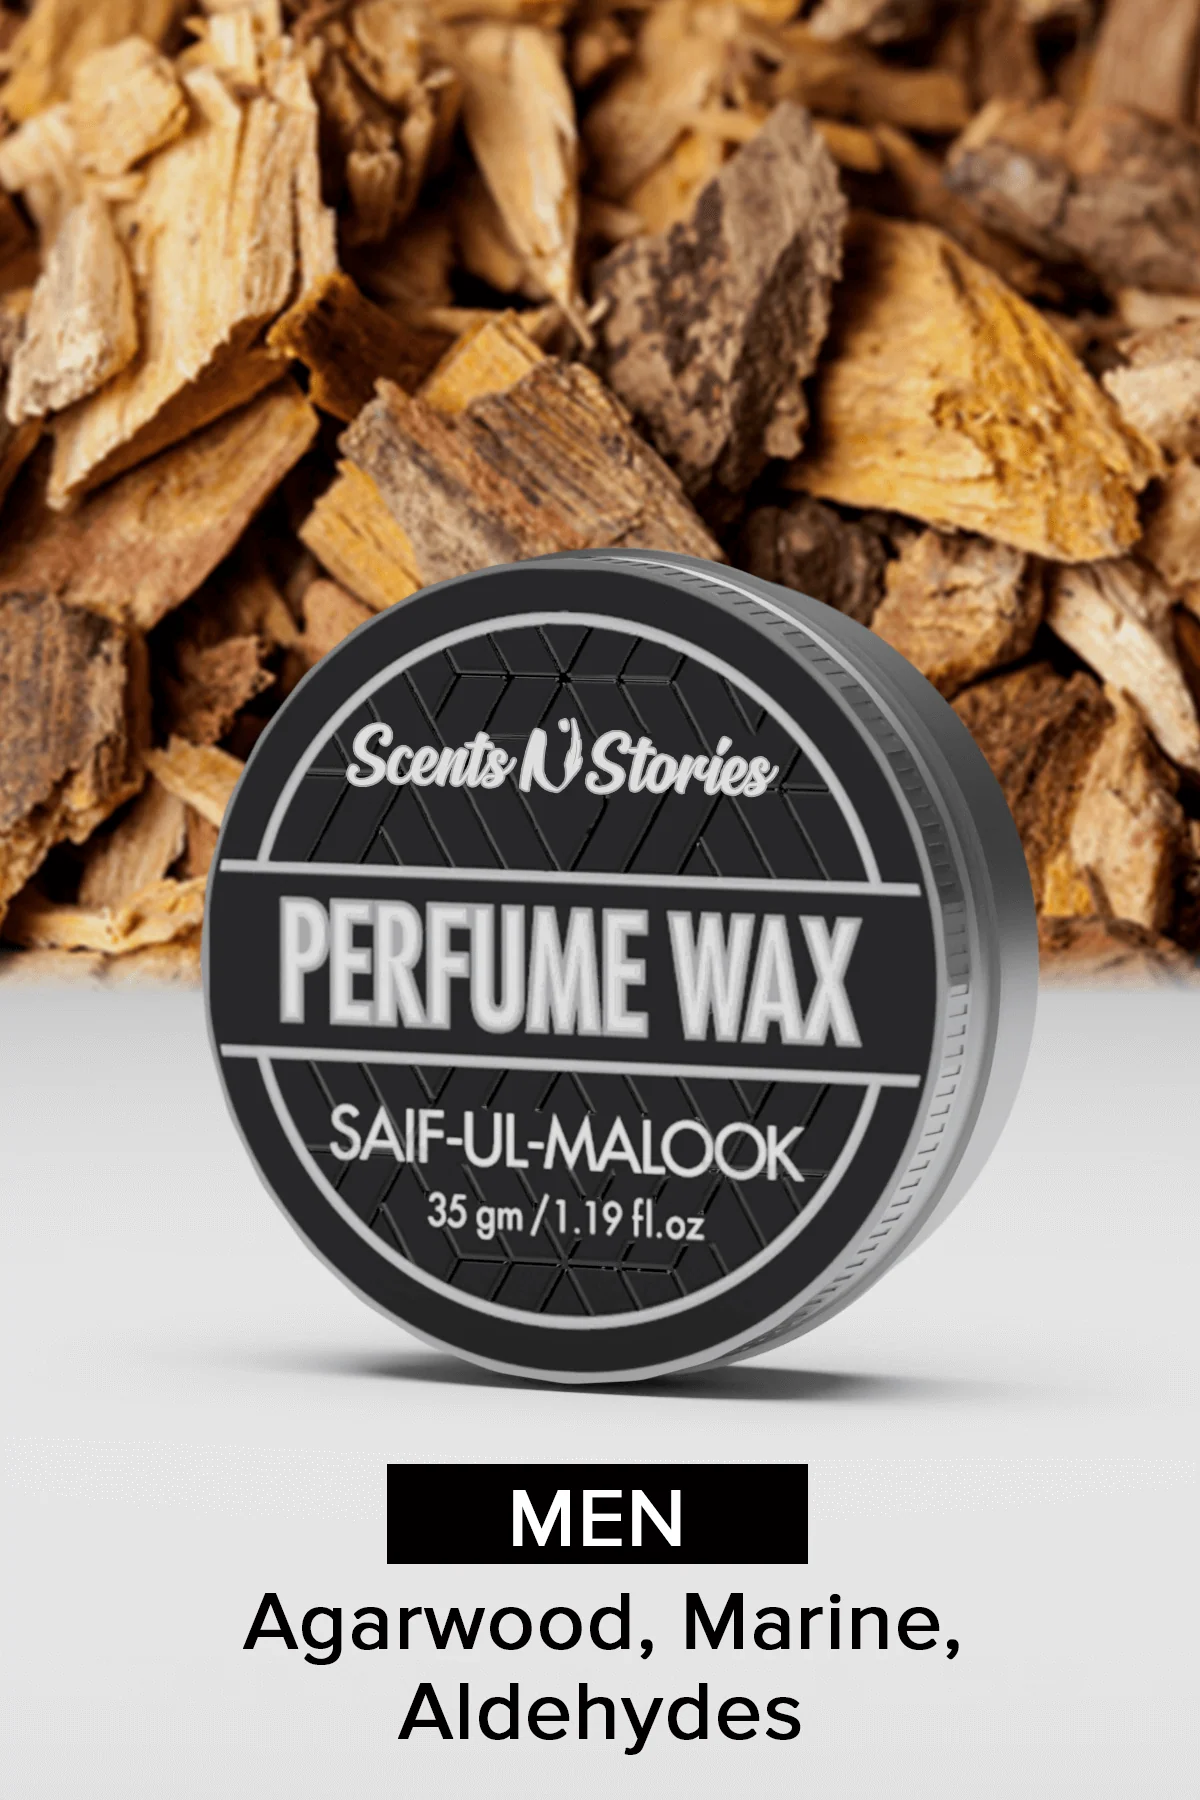 Scents N Stories
PERFUME WAX
SAIF-UL-MALOOK
35 gm / 1.19 fl.oz
MEN
Agarwood, Marine,
Aldehydes